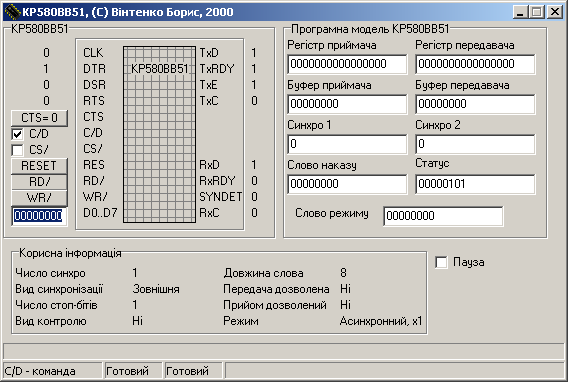 КР580ВВ51, (C) Вінтенко Борис, 2000
КР580ВВ51
0 CLK TxD 1
1 DTR КР580ВВ51 TxRDY 1
0 DSR TxE 1
0 RTS TxC 0
CTS= 0 CTS
C/D C/D
CS/ CS/
RESET RES RxD 1
RD/ RD/ RxRDY 0
WR/ WR/ SYNDET 0
00000000 D0..D7 RxC 0
Програмна модель КР580ВВ51
Регістр приймача Регістр передавача
0000000000000000 0000000000000000
Буфер приймача Буфер передавача
00000000 00000000
Синхро 1 Синхро 2
0 0
Слово наказу Статус
00000000 00000101
Слово режиму 00000000
Корисна інформація
Число синхро 1 Довжина слова 8
Вид синхронізації Зовнішня Передача дозволена Ні
Число стоп-бітів 1 Прийом дозволений Ні
Вид контролю Ні Режим Асинхронний, x1
Пауза
C/D - команда Готовий Готовий